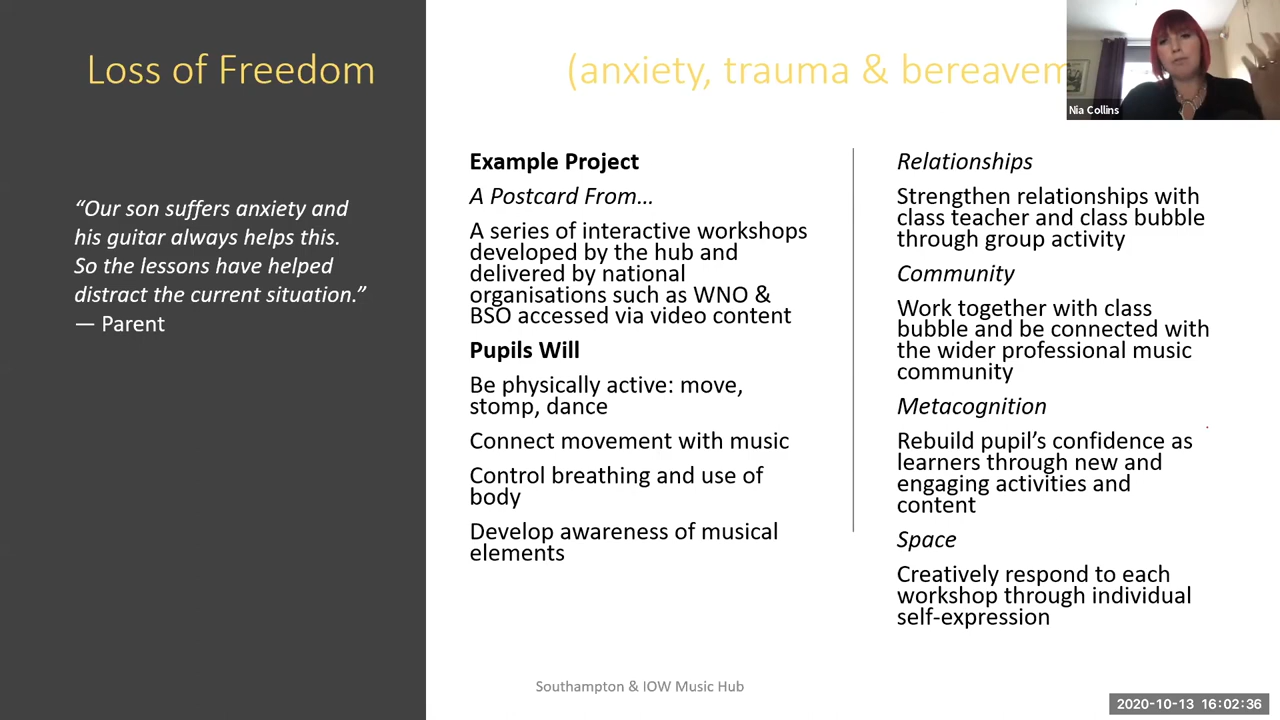 Loss of Freedom
(anxiety, trauma &
Nia Collins
“Our son suffers anxiety and
his guitar always helps this.
So the lessons have helped
distract the current situation.”
— Parent
Example Project
A Postcard From…
A series of interactive workshops
developed by the hub and
delivered by national
organisations such as WNO &
BSO accessed via video content
Pupils Will
Be physically active: move,
stomp, dance
Connect movement with music
Control breathing and use of
body
Develop awareness of musical
elements
Relationships
Strengthen relationships with
class teacher and class bubble
through group activity
Community
Work together with class
bubble and be connected with
the wider professional music
community
Metacognition
Rebuild pupil’s confidence as
learners through new and
engaging activities and
content
Space
Creatively respond to each
workshop through individual
self-expression
Southampton & IOW Music Hub
2020-10-13 16:02:36